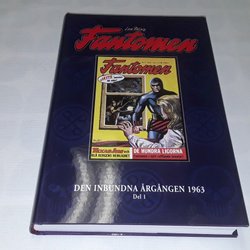 Lee Falk
Fantomen
Fantomen
DE HUNDRA LIGORNA
DEN INBUNDNA ÅRGÅNGEN 1963
Del 1